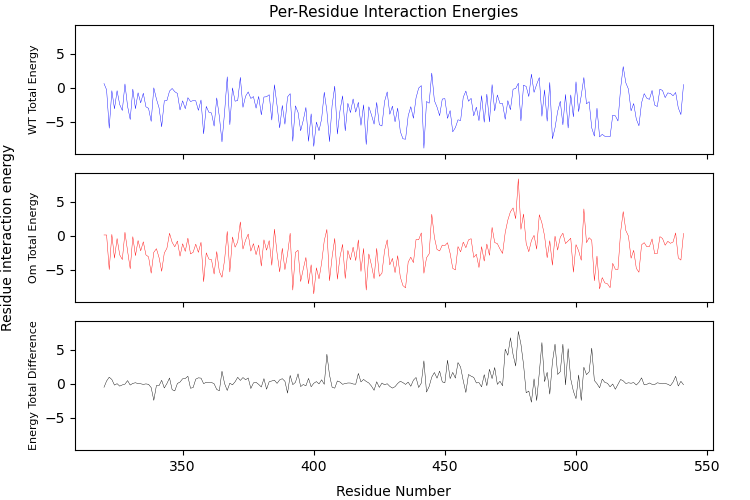 Per-Residue Interaction Energies
Residue interaction energy
WT Total Energy
5
0
−5
Om Total Energy
5
0
−5
Energy Total Difference
5
0
−5
350
400
450
500
550
Residue Number